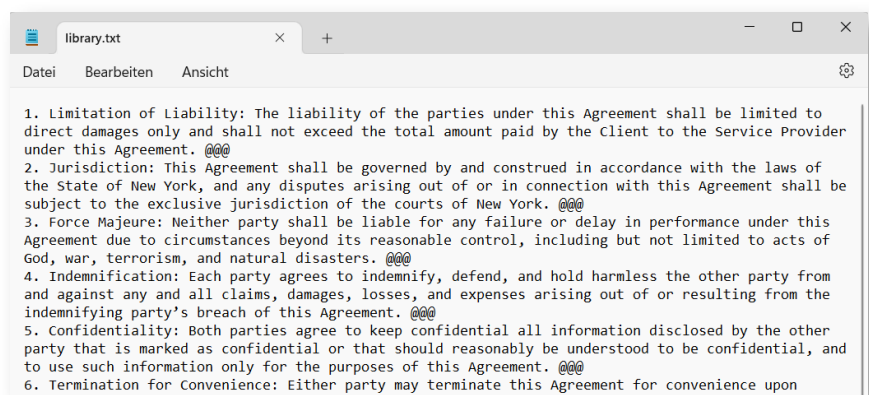 library.txt
Datei Bearbeiten Ansicht
1. Limitation of Liability: The liability of the parties under this Agreement shall be limited to
direct damages only and shall not exceed the total amount paid by the Client to the Service Provider
under this Agreement. @@@
2. Jurisdiction: This Agreement shall be governed by and construed in accordance with the laws of
the State of New York, and any disputes arising out of or in connection with this Agreement shall be
subject to the exclusive jurisdiction of the courts of New York. @@@
3. Force Majeure: Neither party shall be liable for any failure or delay in performance under this
Agreement due to circumstances beyond its reasonable control, including but not limited to acts of
God, war, terrorism, and natural disasters. @@@
4. Indemnification: Each party agrees to indemnify, defend, and hold harmless the other party from
and against any and all claims, damages, losses, and expenses arising out of or resulting from the
indemnifying party’s breach of this Agreement. @@@
5. Confidentiality: Both parties agree to keep confidential all information disclosed by the other
party that is marked as confidential or that should reasonably be understood to be confidential, and
to use such information only for the purposes of this Agreement. @@@
6. Termination for Convenience: Either party may terminate this Agreement for convenience upon